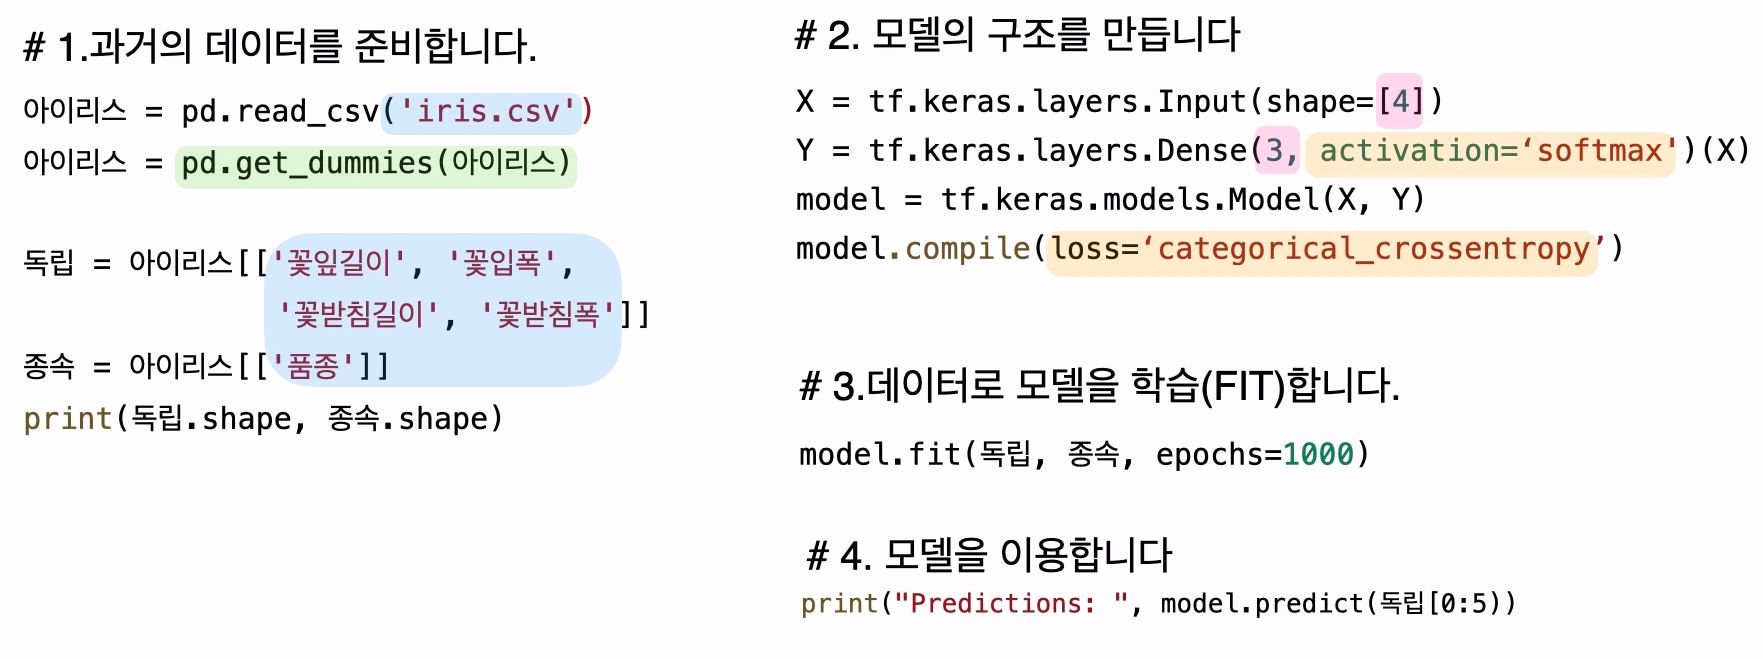 # 1.과거의 데이터를 준비합니다.
아이리스 = pd.read_csv('iris.csv')
아이리스 = pd.get_dummies(아이리스)
독립 = 아이리스[['꽃잎길이', '꽃입폭',
'꽃받침길이', '꽃받침폭']]
종속 = 아이리스[['품종']]
print(독립.shape, 종속.shape)
# 2. 모델의 구조를 만듭니다
X = tf.keras.layers.Input(shape=[4])
Y = tf.keras.layers.Dense(3, activation=‘softmax')(X)
model = tf.keras.models.Model(X, Y)
model.compile(loss=‘categorical_crossentropy’)
# 3.데이터로 모델을 학습(FIT)합니다.
model.fit(독립, 종속, epochs=1000)
# 4. 모델을 이용합니다
print("Predictions: ", model.predict(독립[0:5))